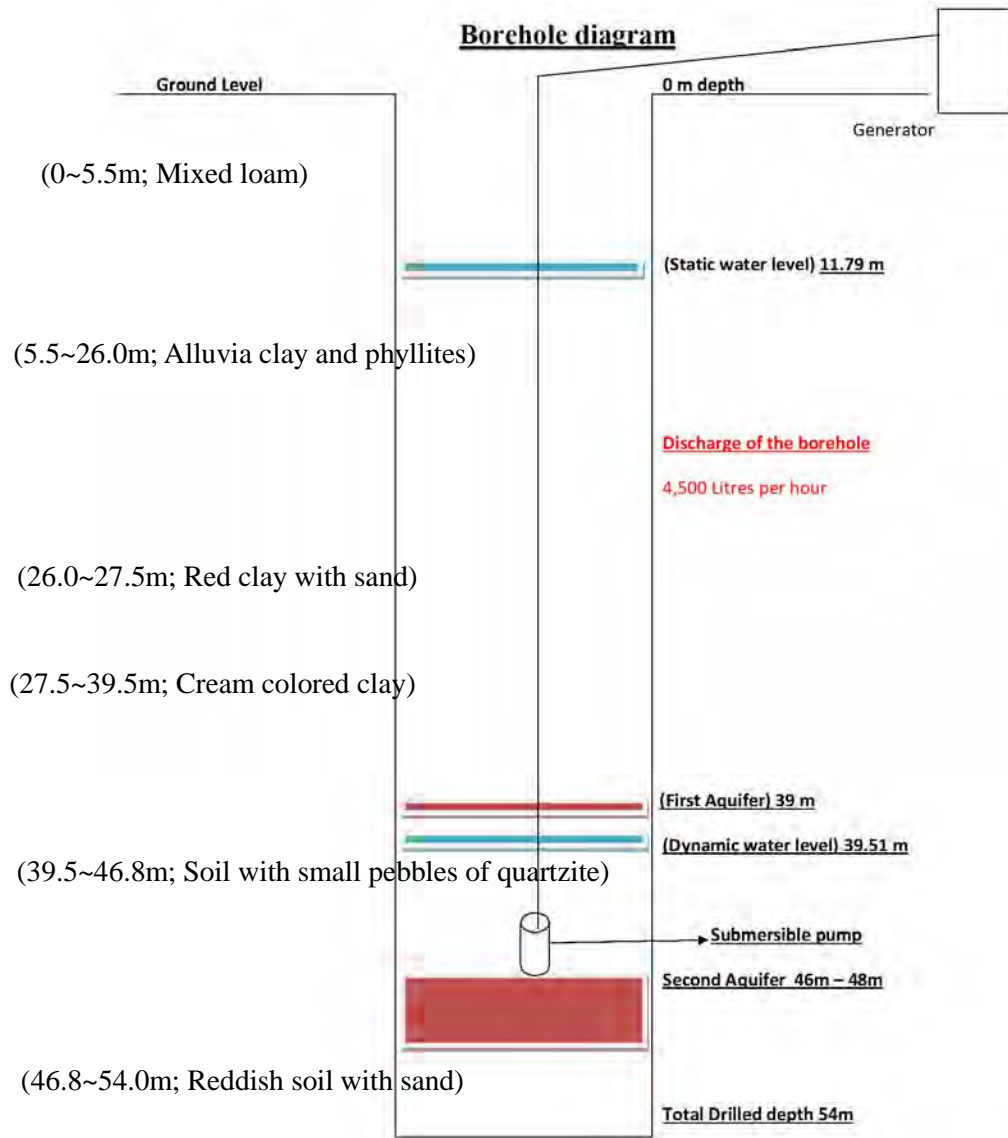 Borehole diagram
Ground Level
0 m depth
Generator
(0~5.5m; Mixed loam)
(Static water level) 11.79 m
(5.5~26.0m; Alluvia clay and phyllites)
Discharge of the borehole
4,500 Litres per hour
(26.0~27.5m; Red clay with sand)
(27.5~39.5m; Cream colored clay)
(First Aquifer) 39 m
(Dynamic water level) 39.51 m
(39.5~46.8m; Soil with small pebbles of quartzite)
Submersible pump
Second Aquifer 46m – 48m
(46.8~54.0m; Reddish soil with sand)
Total Drilled depth 54m